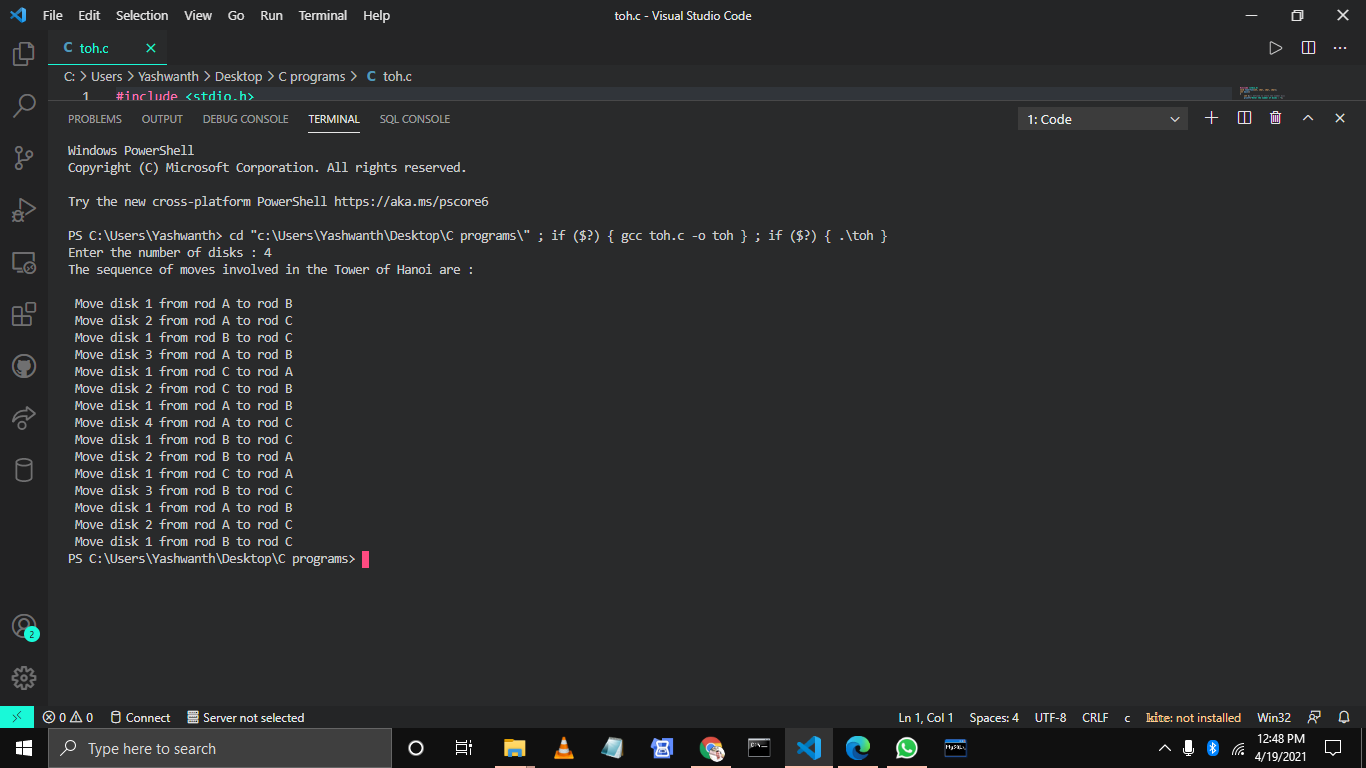 File Edit Selection View Go Run Terminal Help
toh.c - Visual Studio Code
C toh.c
C: > Users > Yashwanth > Desktop > C programs > C toh.c
1 #include <stdio.h>
PROBLEMS OUTPUT DEBUG CONSOLE TERMINAL SQL CONSOLE
1: Code
Windows PowerShell
Copyright (C) Microsoft Corporation. All rights reserved.
Try the new cross-platform PowerShell https://aka.ms/pscore6
PS C:\Users\Yashwanth> cd "c:\Users\Yashwanth\Desktop\C programs\" ; if ($?) { gcc toh.c -o toh } ; if ($?) { .\toh }
Enter the number of disks : 4
The sequence of moves involved in the Tower of Hanoi are :
Move disk 1 from rod A to rod B
Move disk 2 from rod A to rod C
Move disk 1 from rod B to rod C
Move disk 3 from rod A to rod B
Move disk 1 from rod C to rod A
Move disk 2 from rod C to rod B
Move disk 1 from rod A to rod B
Move disk 4 from rod A to rod C
Move disk 1 from rod B to rod C
Move disk 2 from rod B to rod A
Move disk 1 from rod C to rod A
Move disk 3 from rod B to rod C
Move disk 1 from rod A to rod B
Move disk 2 from rod A to rod C
Move disk 1 from rod B to rod C
PS C:\Users\Yashwanth\Desktop\C programs>
2
0 0 Connect Server not selected
Ln 1, Col 1 Spaces: 4 UTF-8 CRLF c kite: not installed Win32
Type here to search
12:48 PM
4/19/2021